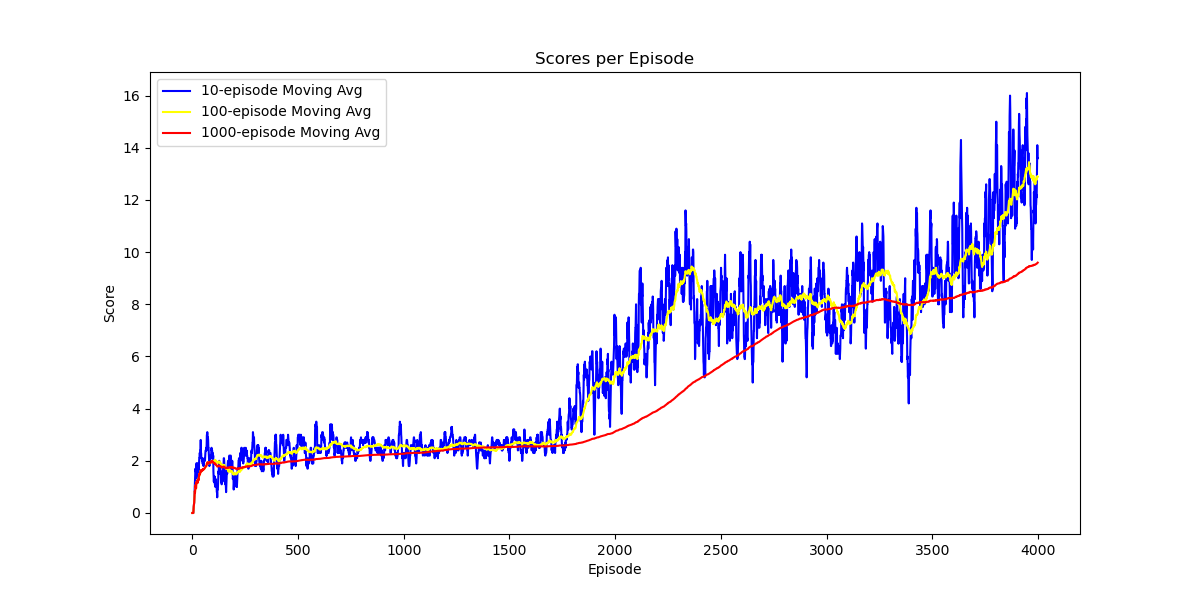 Scores per Episode
10-episode Moving Avg
100-episode Moving Avg
1000-episode Moving Avg
16
14
12
10
8
6
4
2
0
Score
0 500 1000 1500 2000 2500 3000 3500 4000
Episode